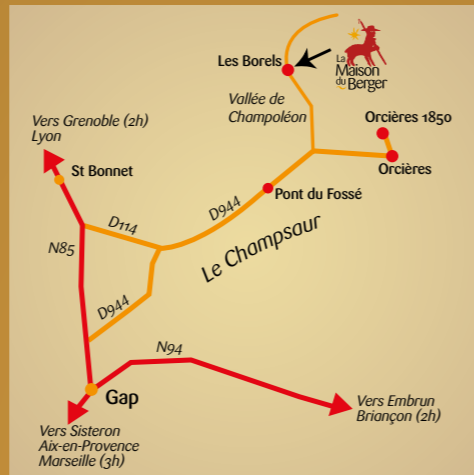 La
Maison
du Berger
Les Borels
Vallée de
Champoléon
Orcières 1850
Orcières
Vers Grenoble (2h)
Lyon
St Bonnet
Pont du Fossé
D114
D944
N85
Le Champsaur
D944
N94
Gap
Vers Embrun
Briançon (2h)
Vers Sisteron
Aix-en-Provence
Marseille (3h)